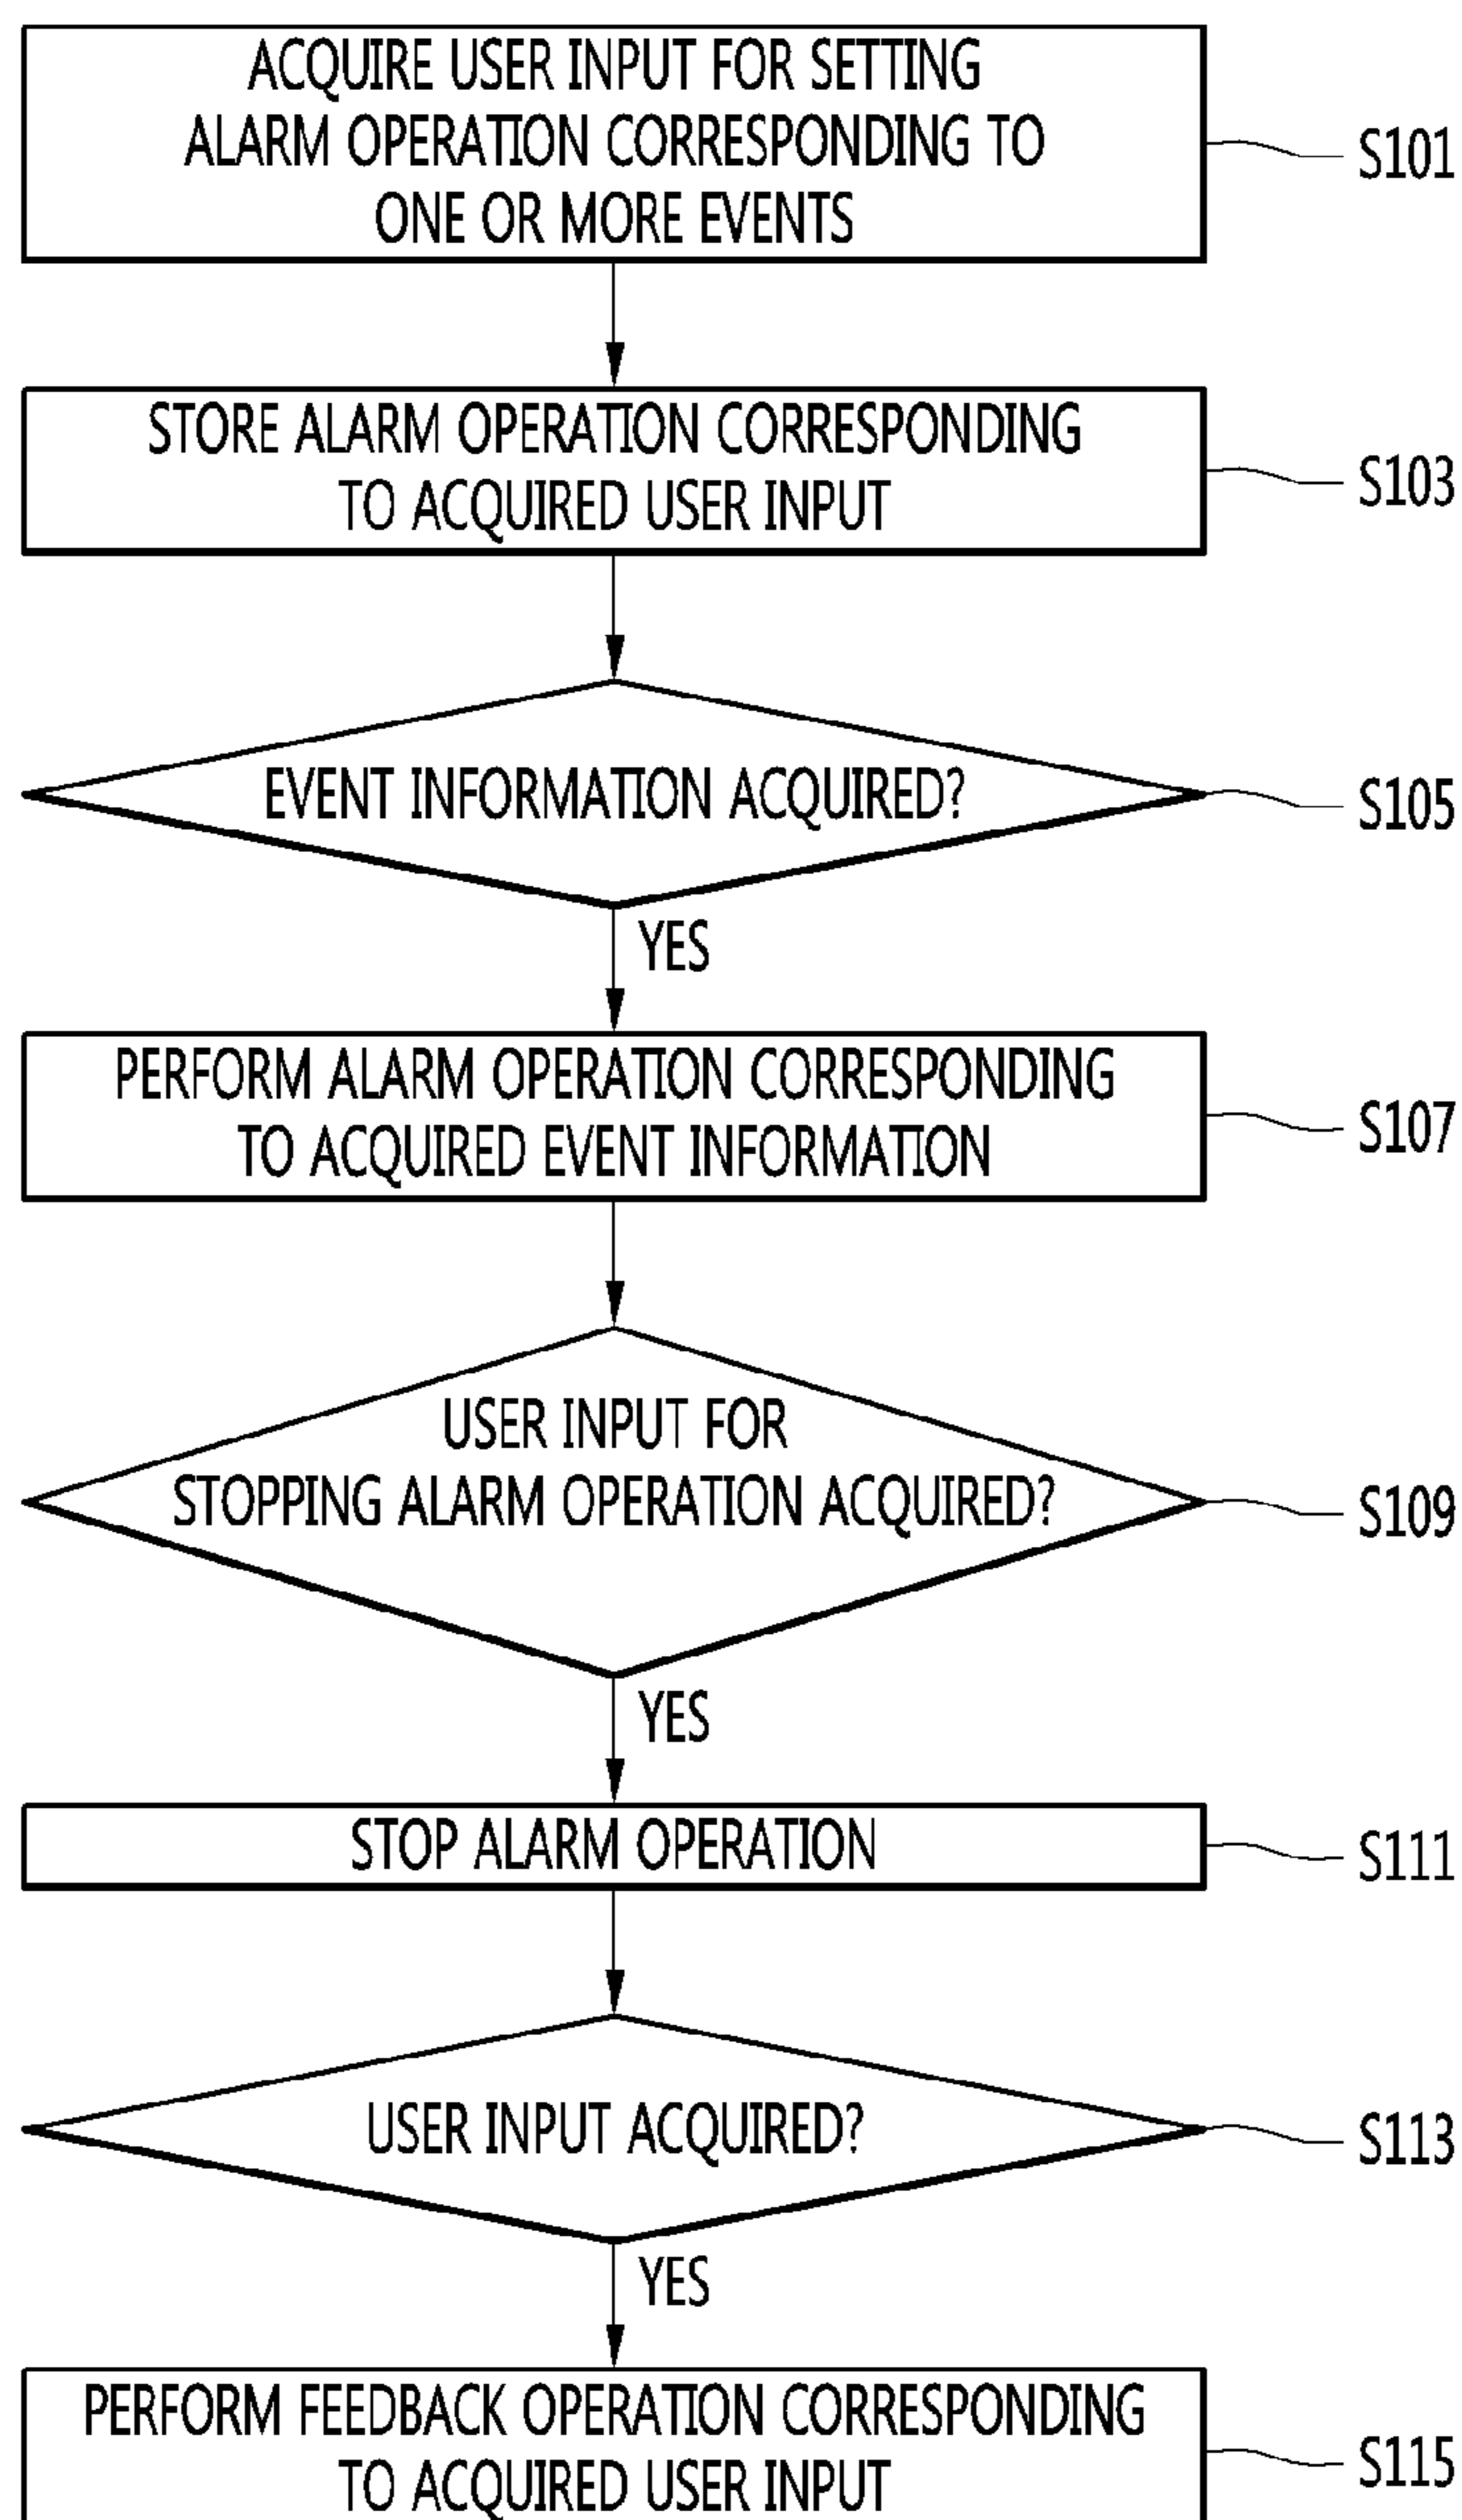 ACQUIRE USER INPUT FOR SETTING
ALARM OPERATION CORRESPONDING TO
ONE OR MORE EVENTS
S101
STORE ALARM OPERATION CORRESPONDING
TO ACQUIRED USER INPUT
S103
EVENT INFORMATION ACQUIRED?
S105
YES
PERFORM ALARM OPERATION CORRESPONDING
TO ACQUIRED EVENT INFORMATION
S107
USER INPUT FOR
STOPPING ALARM OPERATION ACQUIRED?
S109
YES
STOP ALARM OPERATION
S111
USER INPUT ACQUIRED?
S113
YES
PERFORM FEEDBACK OPERATION CORRESPONDING
TO ACQUIRED USER INPUT
S115